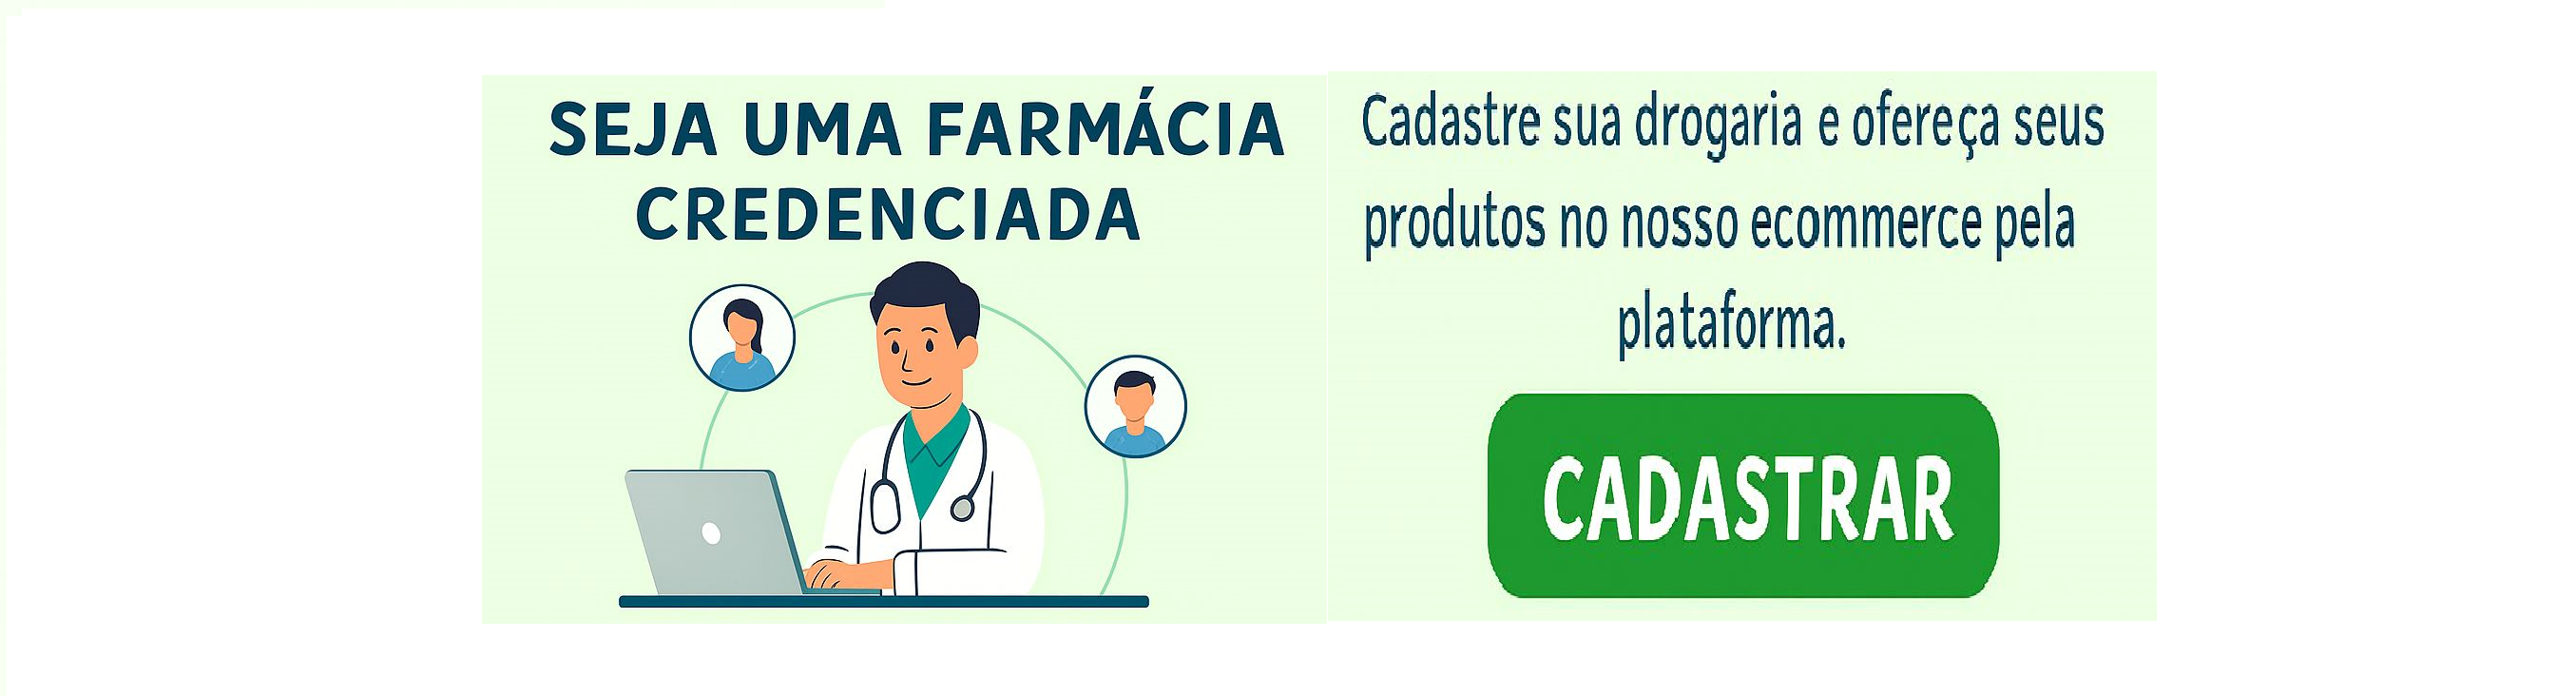 SEJA UMA FARMÁCIA
CREDENCIADA
Cadastre sua drogaria e ofereça seus
produtos no nosso ecommerce pela
plataforma.
CADASTRAR